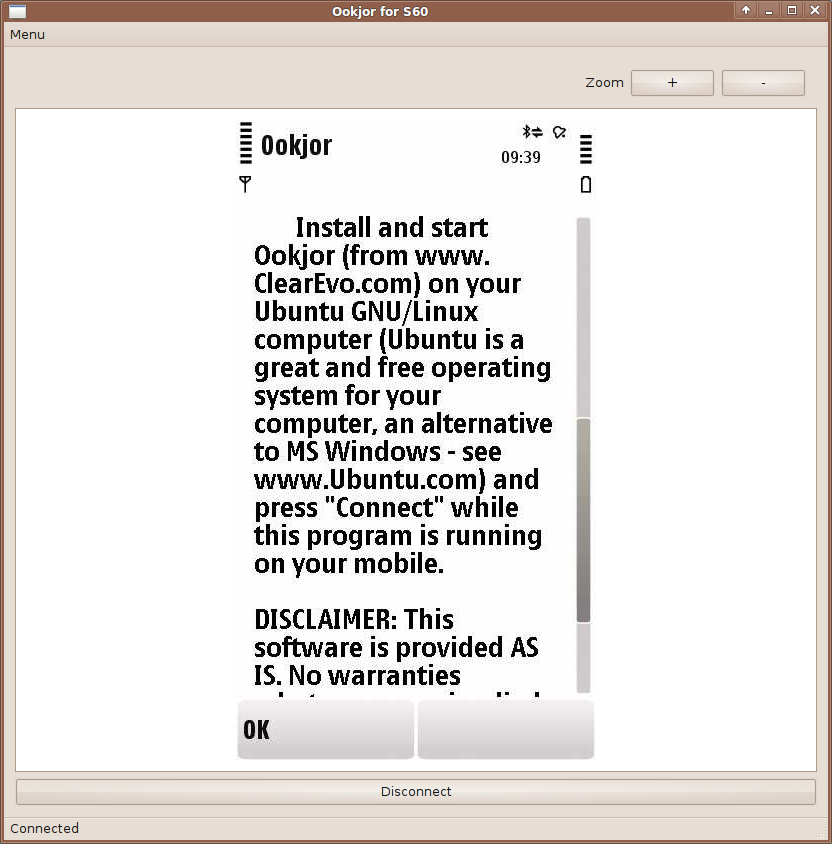 Ookjor for S60
Menu
Zoom + -
Ookjor
09:39
Install and start
Ookjor (from www.
ClearEvo.com) on your
Ubuntu GNU/Linux
computer (Ubuntu is a
great and free operating
system for your
computer, an alternative
to MS Windows - see
www.Ubuntu.com) and
press "Connect" while
this program is running
on your mobile.
DISCLAIMER: This
software is provided AS
IS. No warranties
OK
Disconnect
Connected